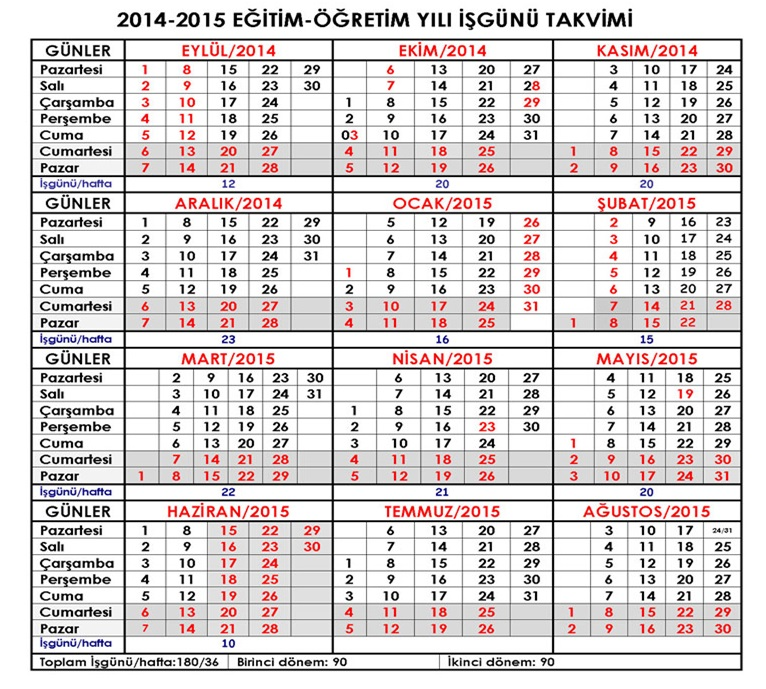 2014-2015 EĞİTİM-ÖĞRETİM YILI İŞGÜNÜ TAKVİMİ
GÜNLER EYLÜL/2014 EKİM/2014 KASIM/2014
Pazartesi 1 8 15 22 29 6 13 20 27 3 10 17 24
Salı 2 9 16 23 30 7 14 21 28 4 11 18 25
Çarşamba 3 10 17 24 1 8 15 22 29 5 12 19 26
Perşembe 4 11 18 25 2 9 16 23 30 6 13 20 27
Cuma 5 12 19 26 03 10 17 24 31 7 14 21 28
Cumartesi 6 13 20 27 4 11 18 25 1 8 15 22 29
Pazar 7 14 21 28 5 12 19 26 2 9 16 23 30
İşgünü/hafta 12 20 20
GÜNLER ARALIK/2014 OCAK/2015 ŞUBAT/2015
Pazartesi 1 8 15 22 29 5 12 19 26 2 9 16 23
Salı 2 9 16 23 30 6 13 20 27 3 10 17 24
Çarşamba 3 10 17 24 31 7 14 21 28 4 11 18 25
Perşembe 4 11 18 25 1 8 15 22 29 5 12 19 26
Cuma 5 12 19 26 2 9 16 23 30 6 13 20 27
Cumartesi 6 13 20 27 3 10 17 24 31 7 14 21 28
Pazar 7 14 21 28 4 11 18 25 1 8 15 22
İşgünü/hafta 23 16 15
GÜNLER MART/2015 NİSAN/2015 MAYIS/2015
Pazartesi 2 9 16 23 30 6 13 20 27 4 11 18 25
Salı 3 10 17 24 31 7 14 21 28 5 12 19 26
Çarşamba 4 11 18 25 1 8 15 22 29 6 13 20 27
Perşembe 5 12 19 26 2 9 16 23 30 7 14 21 28
Cuma 6 13 20 27 3 10 17 24 1 8 15 22 29
Cumartesi 7 14 21 28 4 11 18 25 2 9 16 23 30
Pazar 1 8 15 22 29 5 12 19 26 3 10 17 24 31
İşgünü/hafta 22 21 20
GÜNLER HAZİRAN/2015 TEMMUZ/2015 AĞUSTOS/2015
Pazartesi 1 8 15 22 29 6 13 20 27 3 10 17 24/31
Salı 2 9 16 23 30 7 14 21 28 4 11 18 25
Çarşamba 3 10 17 24 1 8 15 22 29 5 12 19 26
Perşembe 4 11 18 25 2 9 16 23 30 6 13 20 27
Cuma 5 12 19 26 3 10 17 24 31 7 14 21 28
Cumartesi 6 13 20 27 4 11 18 25 1 8 15 22 29
Pazar 7 14 21 28 5 12 19 26 2 9 16 23 30
İşgünü/hafta 10
Toplam İşgünü/hafta:180/36 Birinci dönem: 90 İkinci dönem: 90